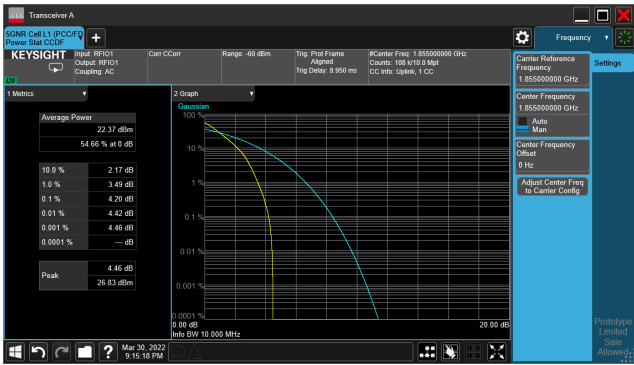 Transceiver A
5GNR Cell L1 (PCC/FD
Power Stat CCDF
+
Frequency
KEYSIGHT
LVI
Input: RFIO1
Output: RFIO1
Coupling: AC
Corr CCorr
Range: -60 dBm
Trig: Prot Frame
Aligned
Trig Delay: 8.950 ms
#Center Freq: 1.855000000 GHz
Counts: 108 k/10.0 Mpt
CC Info: Uplink, 1 CC
1 Metrics
Average Power
22.37 dBm
54.66 % at 0 dB
10.0 % 2.17 dB
1.0 % 3.49 dB
0.1 % 4.20 dB
0.01 % 4.42 dB
0.001 % 4.46 dB
0.0001 % --- dB
Peak
4.46 dB
26.83 dBm
2 Graph
Gaussian
100 %
10 %
1 %
0.1 %
0.01 %
0.001 %
0.0001 %
0.00 dB 20.00 dB
Info BW 10.000 MHz
Carrier Reference
Frequency
1.855000000 GHz
Center Frequency
1.855000000 GHz
Auto
Man
Center Frequency
Offset
0 Hz
Adjust Center Freq
to Carrier Config
Settings
Prototype
Limited
Sale
Allowed
?
Mar 30, 2022
9:15:18 PM